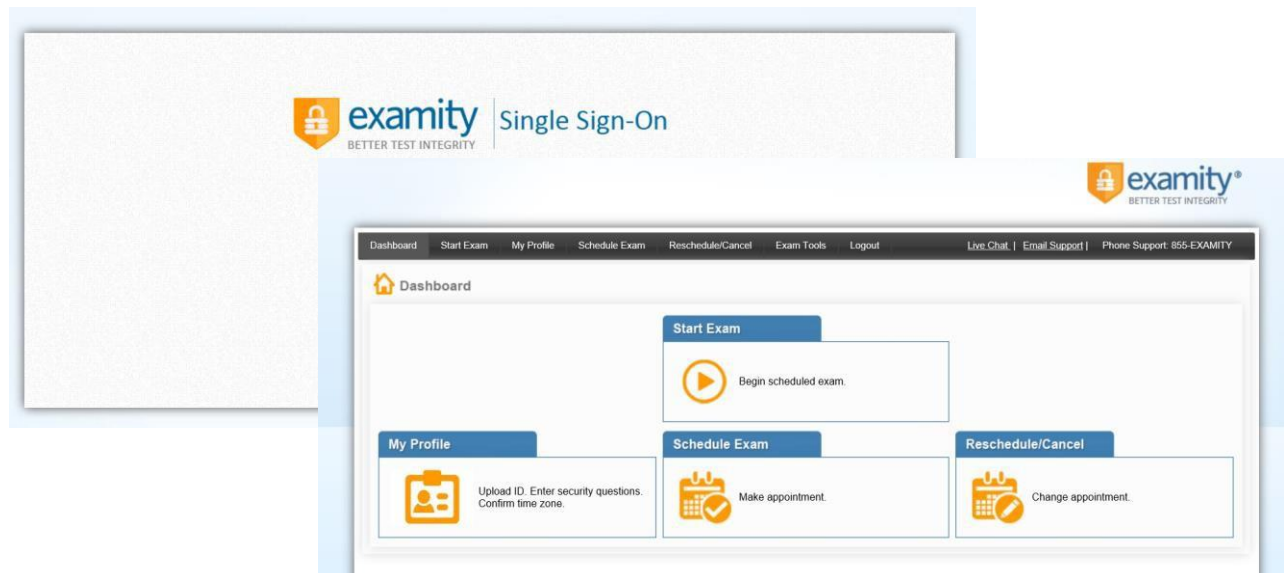 examity
BETTER TEST INTEGRITY
Single Sign-On
examity®
BETTER TEST INTEGRITY
Dashboard Start Exam My Profile Schedule Exam Reschedule/Cancel Exam Tools Logout Live Chat | Email Support | Phone Support: 855-EXAMITY
Dashboard
Start Exam
Begin scheduled exam.
My Profile
Upload ID. Enter security questions.
Confirm time zone.
Schedule Exam
Make appointment.
Reschedule/Cancel
Change appointment.